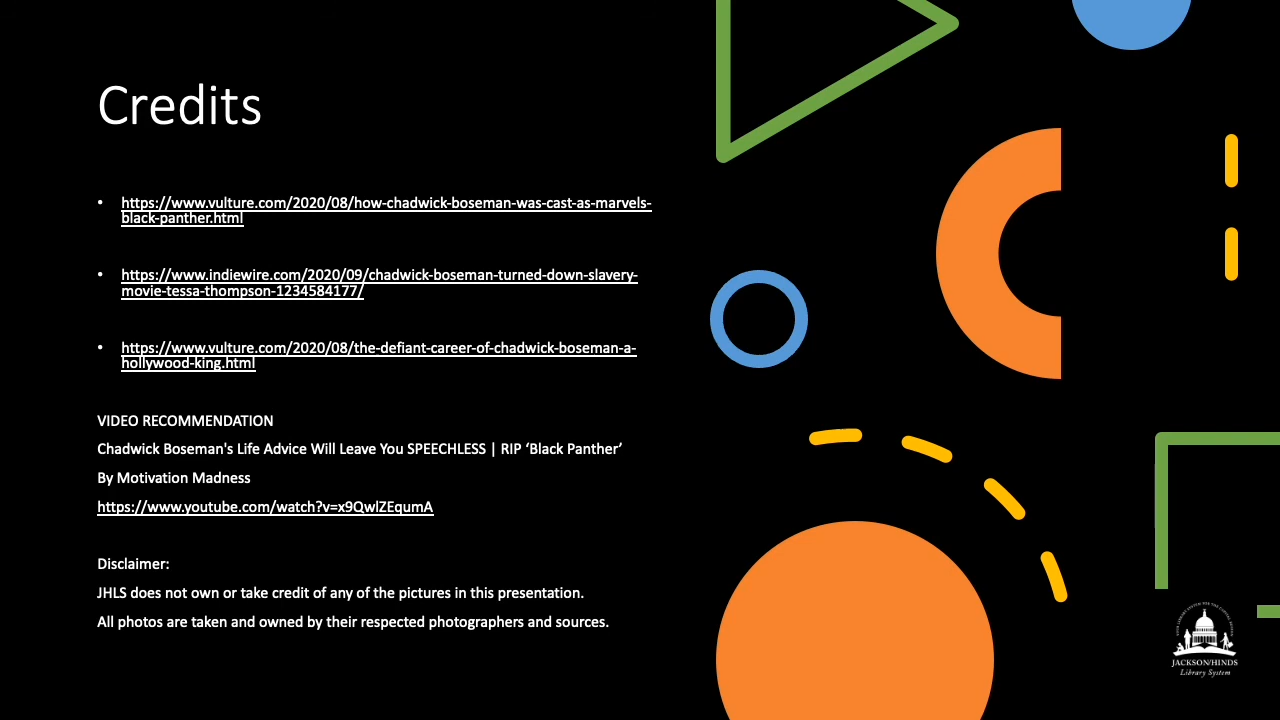 Credits
• https://www.vulture.com/2020/08/how-chadwick-boseman-was-cast-as-marvels-
black-panther.html
• https://www.indiewire.com/2020/09/chadwick-boseman-turned-down-slavery-
movie-tessa-thompson-1234584177/
• https://www.vulture.com/2020/08/the-defiant-career-of-chadwick-boseman-a-
hollywood-king.html
VIDEO RECOMMENDATION
Chadwick Boseman's Life Advice Will Leave You SPEECHLESS | RIP ‘Black Panther’
By Motivation Madness
https://www.youtube.com/watch?v=x9QwlZEqumA
Disclaimer:
JHLS does not own or take credit of any of the pictures in this presentation.
All photos are taken and owned by their respected photographers and sources.
JACKSON/HINDS
Library System